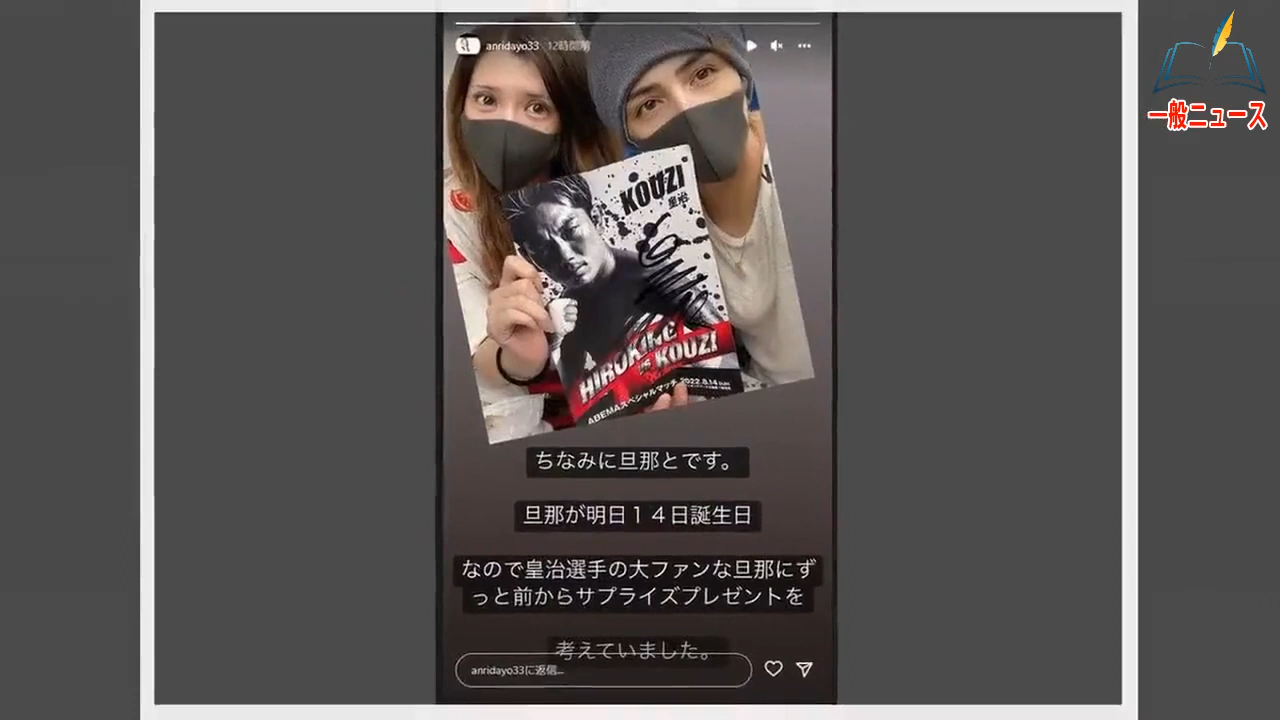 anridayo33 12時間前
一般ニュース
KOUZI
皇治
HIROKING
vs KOUZI
ABEMAスペシャルマッチ 2022.8.14
ちなみに旦那とです。
旦那が明日１４日誕生日
なので皇治選手の大ファンな旦那にず
っと前からサプライズプレゼントを
考えていました。
anridayo33に返信...